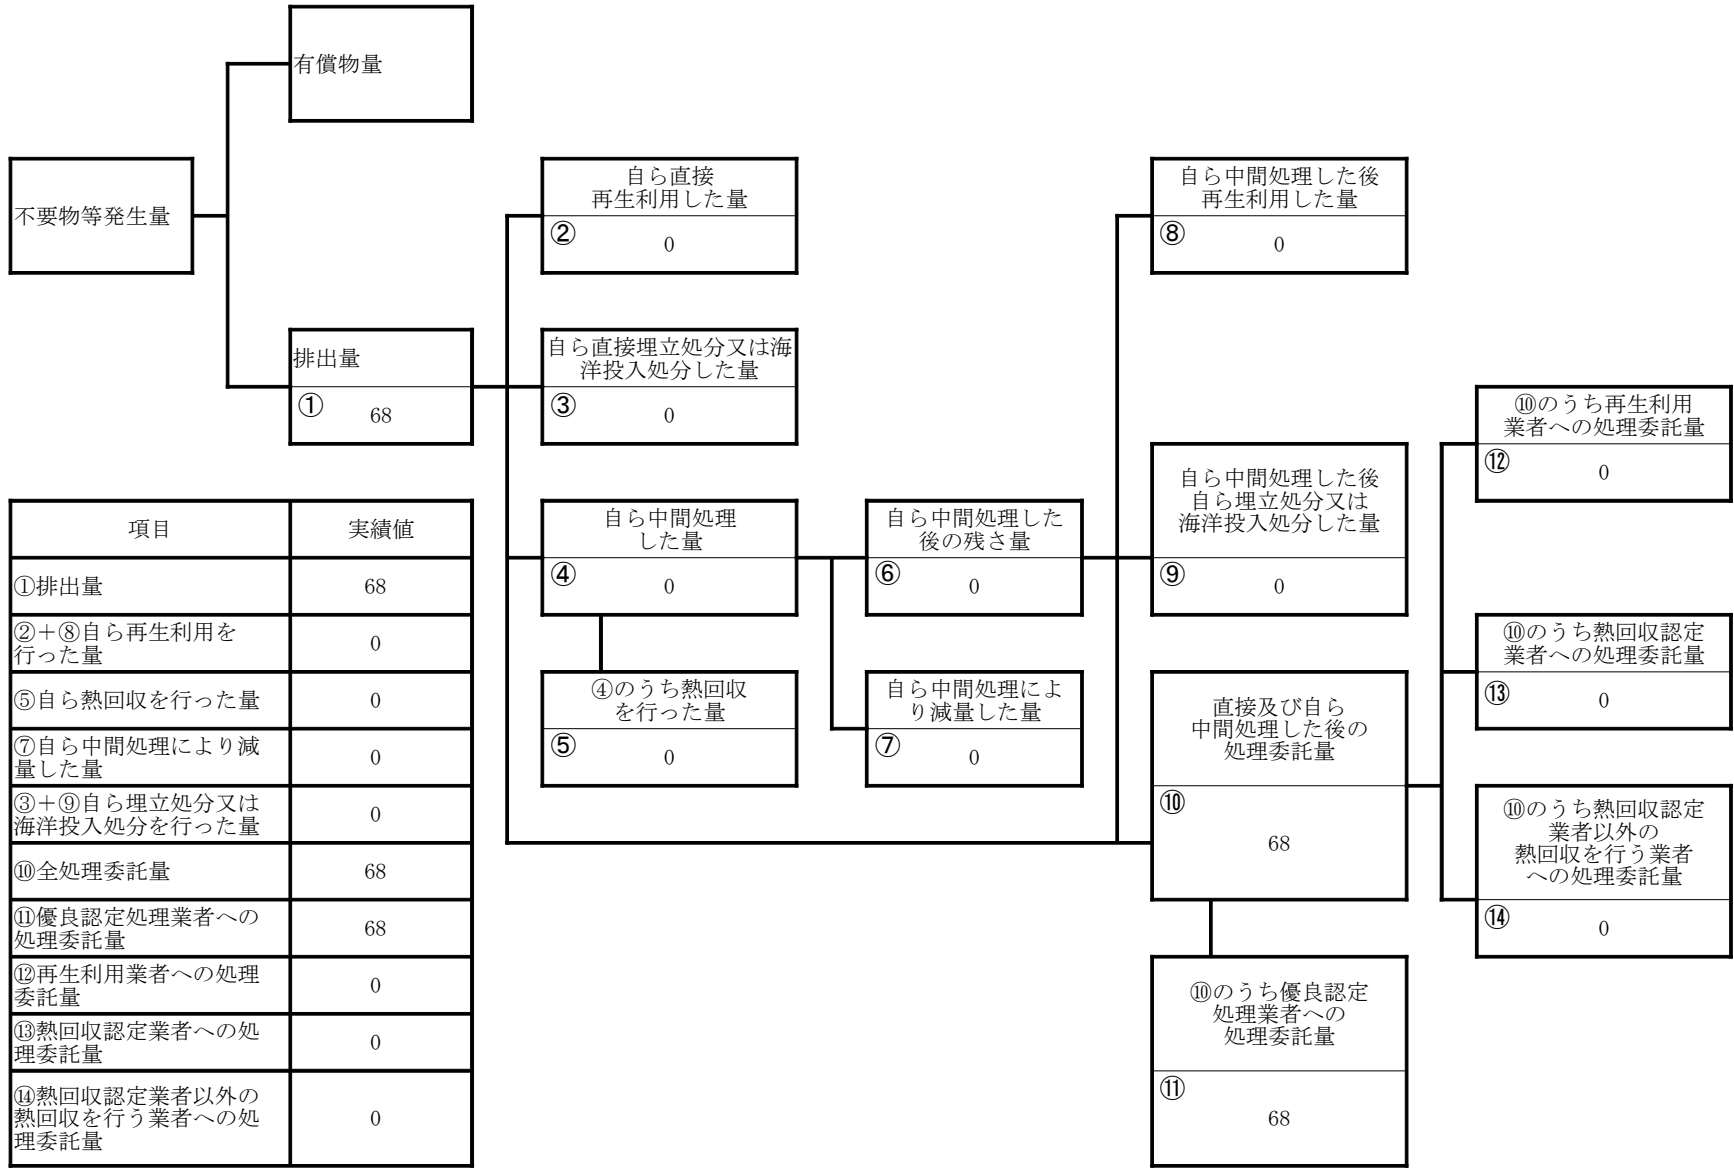 有償物量
不要物等発生量
自ら直接
再生利用した量
②
0
自ら中間処理した後
再生利用した量
⑧
0
排出量
①
68
自ら直接埋立処分又は海
洋投入処分した量
③
0
⑩のうち再生利用
業者への処理委託量
⑫
0
自ら中間処理
した量
④
0
自ら中間処理した
後の残さ量
⑥
0
自ら中間処理した後
自ら埋立処分又は
海洋投入処分した量
⑨
0
⑩のうち熱回収認定
業者への処理委託量
⑬
0
④のうち熱回収
を行った量
⑤
0
自ら中間処理によ
り減量した量
⑦
0
直接及び自ら
中間処理した後の
処理委託量
⑩
68
⑩のうち熱回収認定
業者以外の
熱回収を行う業者
への処理委託量
⑭
0
⑩のうち優良認定
処理業者への
処理委託量
⑪
68
項目
実績値
①排出量
68
②+⑧自ら再生利用を
行った量
0
⑤自ら熱回収を行った量
0
⑦自ら中間処理により減
量した量
0
③+⑨自ら埋立処分又は
海洋投入処分を行った量
0
⑩全処理委託量
68
⑪優良認定処理業者への
処理委託量
68
⑫再生利用業者への処理
委託量
0
⑬熱回収認定業者への処
理委託量
0
⑭熱回収認定業者以外の
熱回収を行う業者への処
理委託量
0